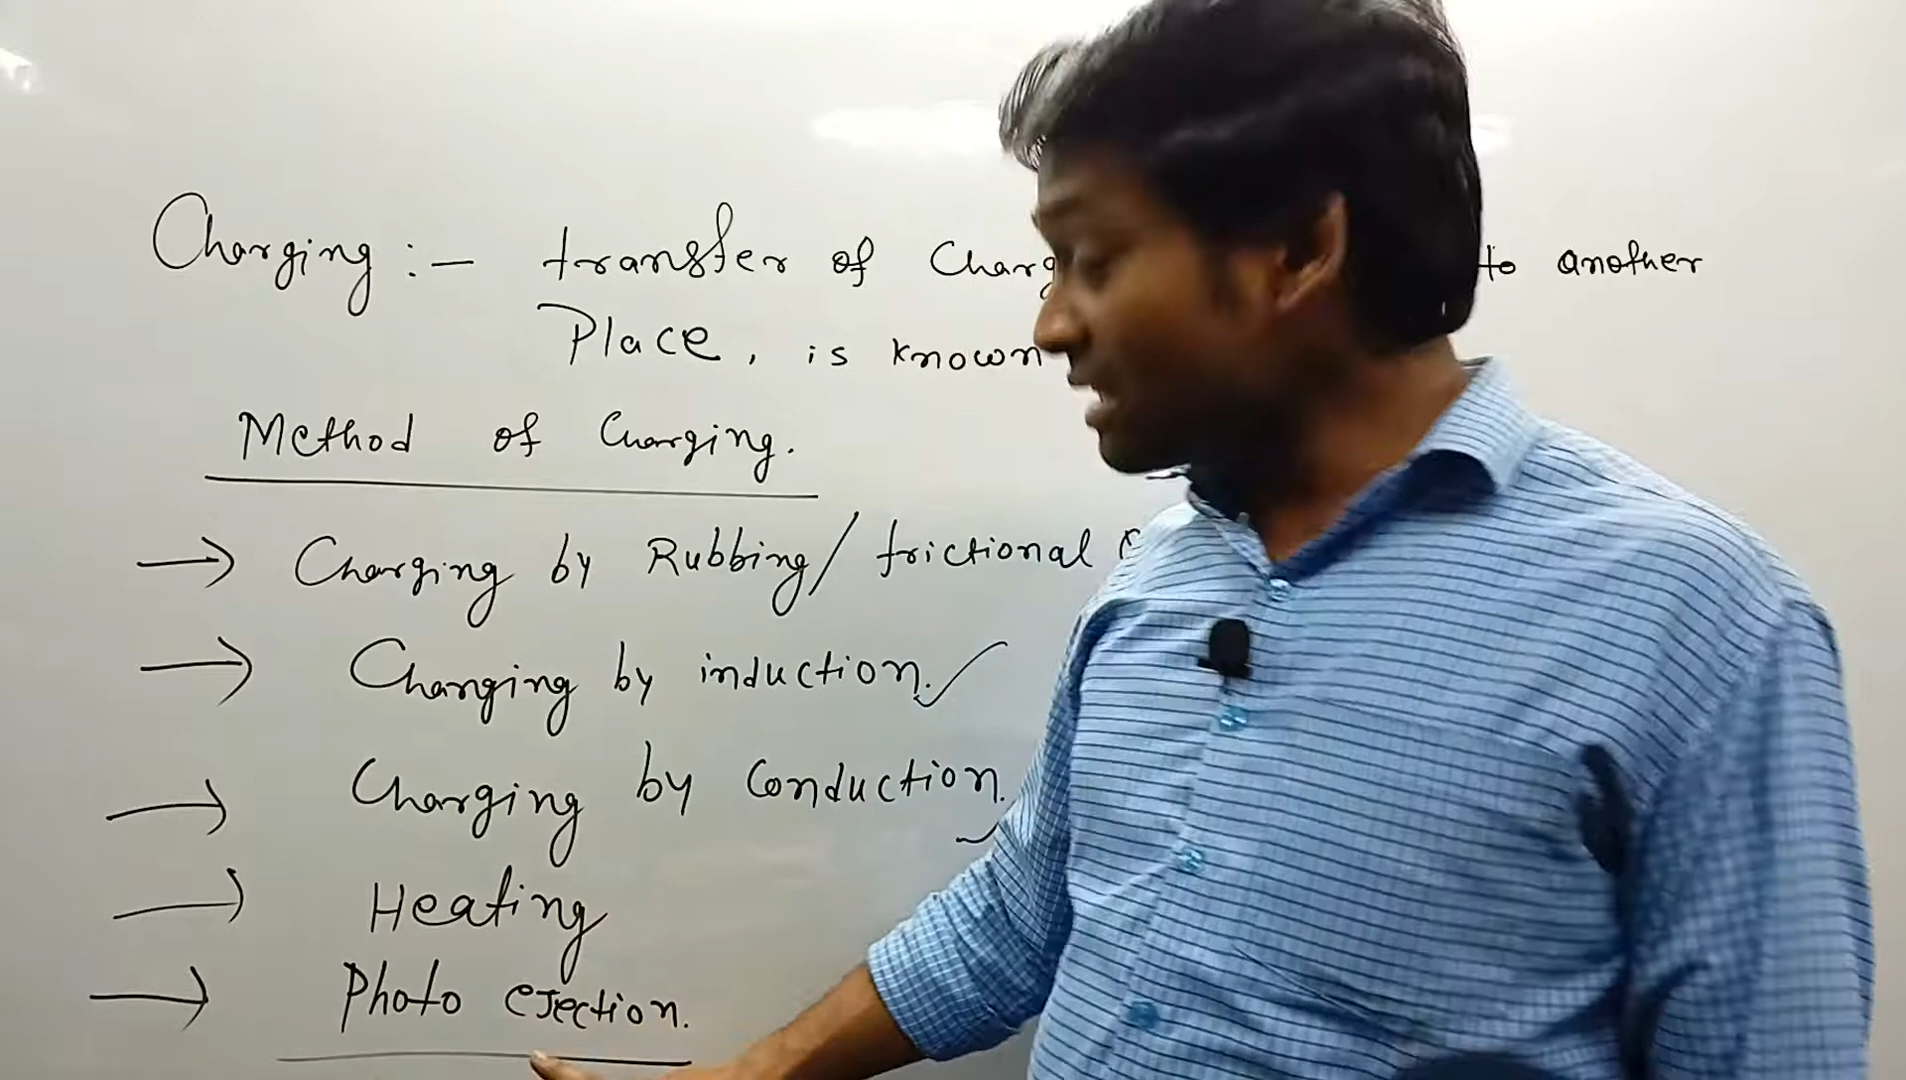 Charging :- transfer of Charg to another
Place, is known
Method of Charging.
→ Charging by Rubbing/ frictional
→ Charging by induction.
→ Charging by Conduction.
→ Heating
→ Photo ejection.